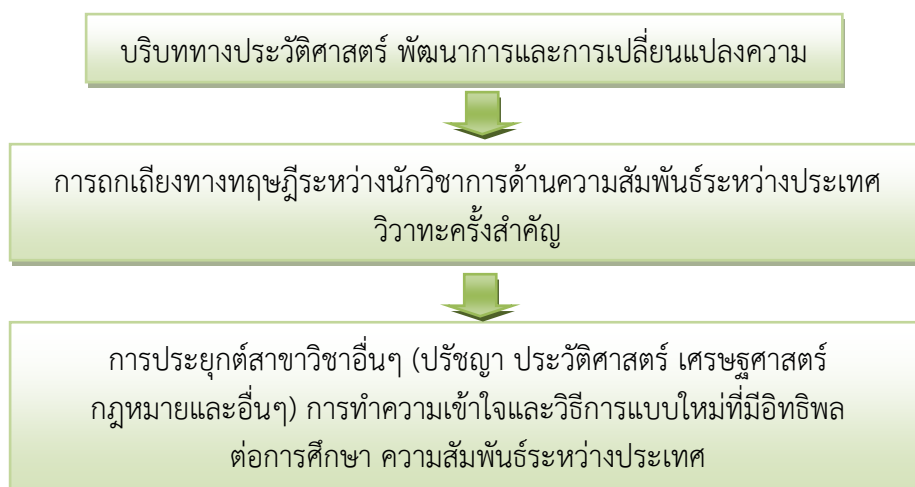 บริบททางประวัติศาสตร์ พัฒนาการและการเปลี่ยนแปลงความ
การถกเถียงทางทฤษฎีระหว่างนักวิชาการด้านความสัมพันธ์ระหว่างประเทศ
วิวาทะครั้งสำคัญ
การประยุกต์สาขาวิชาอื่นๆ (ปรัชญา ประวัติศาสตร์ เศรษฐศาสตร์
กฎหมายและอื่นๆ) การทำความเข้าใจและวิธีการแบบใหม่ที่มีอิทธิพล
ต่อการศึกษา ความสัมพันธ์ระหว่างประเทศ